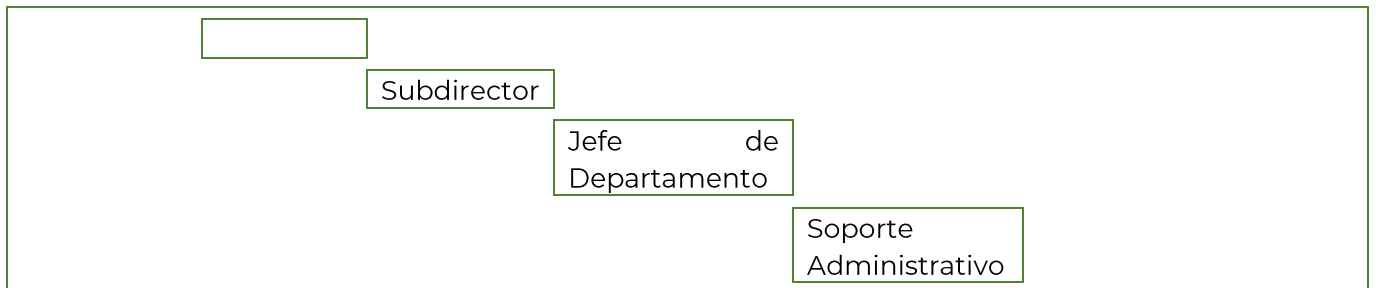 Subdirector
Jefe de
Departamento
Soporte
Administrativo